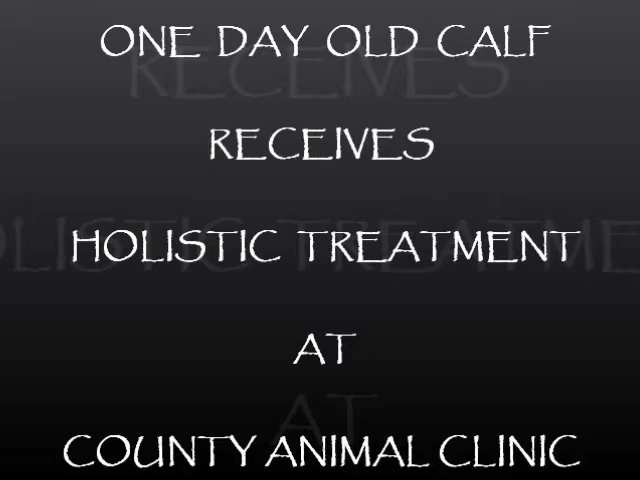 ONE DAY OLD CALF
RECEIVES
HOLISTIC TREATMENT
AT
COUNTY ANIMAL CLINIC